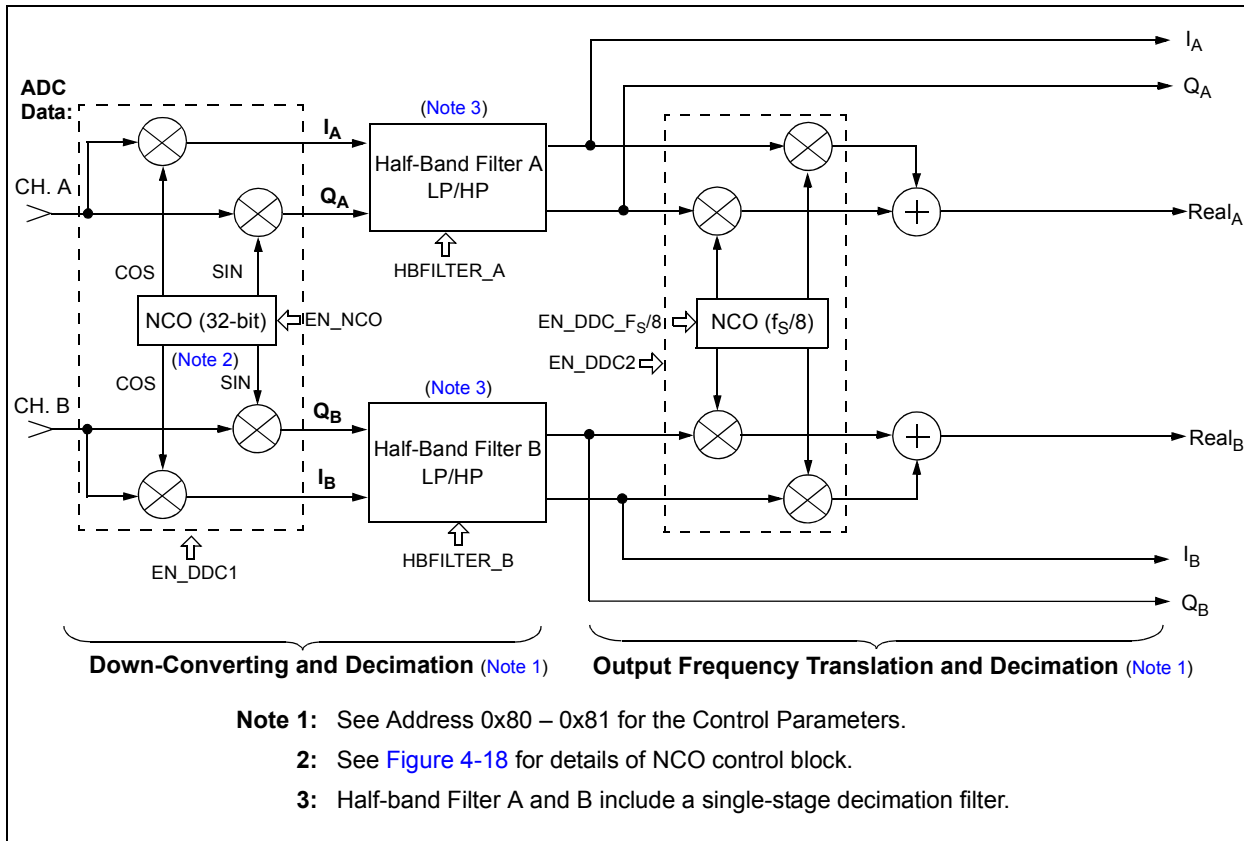 I_A
Q_A
ADC
Data:
(Note 3)
I_A
Half-Band Filter A
LP/HP
CH. A
Q_A
Real_A
HBFILTER_A
COS
SIN
NCO (32-bit)
EN_NCO
EN_DDC_F_S/8
NCO (f_S/8)
(Note 2)
EN_DDC2
COS
SIN
(Note 3)
CH. B
Q_B
Half-Band Filter B
LP/HP
Real_B
I_B
HBFILTER_B
EN_DDC1
I_B
Q_B
Down-Converting and Decimation (Note 1)
Output Frequency Translation and Decimation (Note 1)
Note 1: See Address 0x80 – 0x81 for the Control Parameters.
2: See Figure 4-18 for details of NCO control block.
3: Half-band Filter A and B include a single-stage decimation filter.